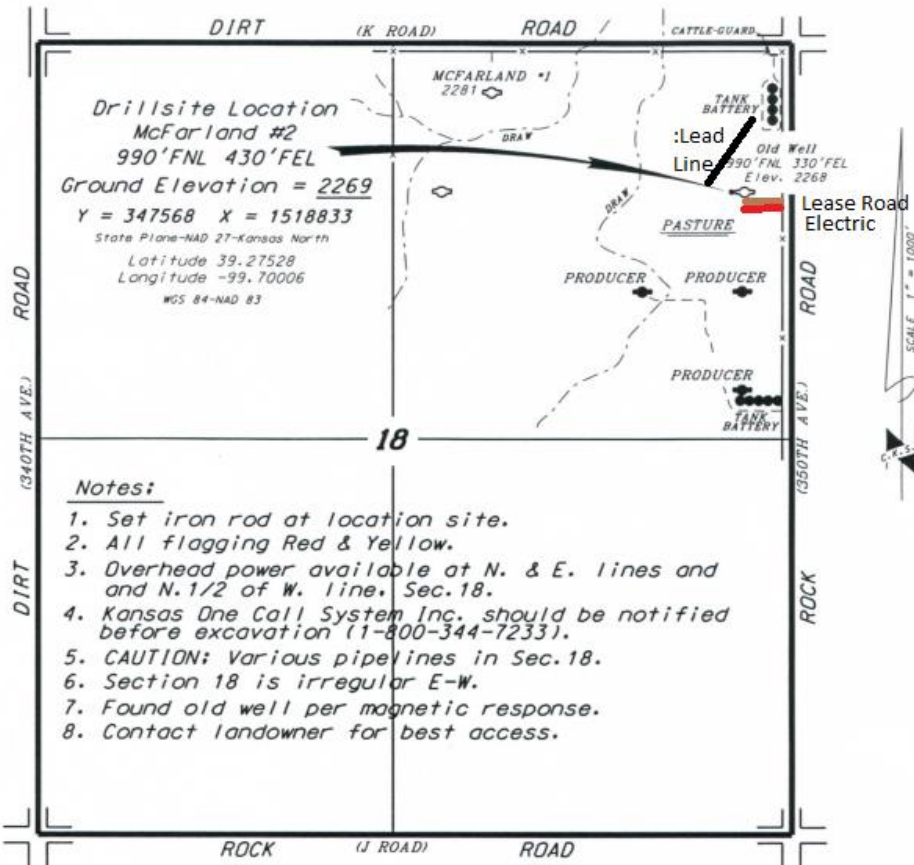 DIRT (K ROAD) ROAD
CATTLE-GUARD
MCFARLAND #1
2281
TANK
BATTERY
Drillsite Location
McFarland #2
990'FNL 430'FEL
Ground Elevation = 2269
Y = 347568 X = 1518833
State Plane-NAD 27-Kansas North
Latitude 39.27528
Longitude -99.70006
WGS 84-NAD 83
DRAW
:Lead
Line
Old Well
990'FNL 330'FEL
Elev. 2268
DRAW
PASTURE
Lease Road
Electric
PRODUCER PRODUCER
PRODUCER
TANK
BATTERY
ROAD
(340TH AVE.)
DIRT
ROAD
(350TH AVE.)
ROCK
SCALE 1" = 1000'
C.K.S.
18
Notes:
1. Set iron rod at location site.
2. All flagging Red & Yellow.
3. Overhead power available at N. & E. lines and
and N.1/2 of W. line, Sec.18.
4. Kansas One Call System Inc. should be notified
before excavation (1-800-344-7233).
5. CAUTION: Various pipelines in Sec.18.
6. Section 18 is irregular E-W.
7. Found old well per magnetic response.
8. Contact landowner for best access.
ROCK (J ROAD) ROAD